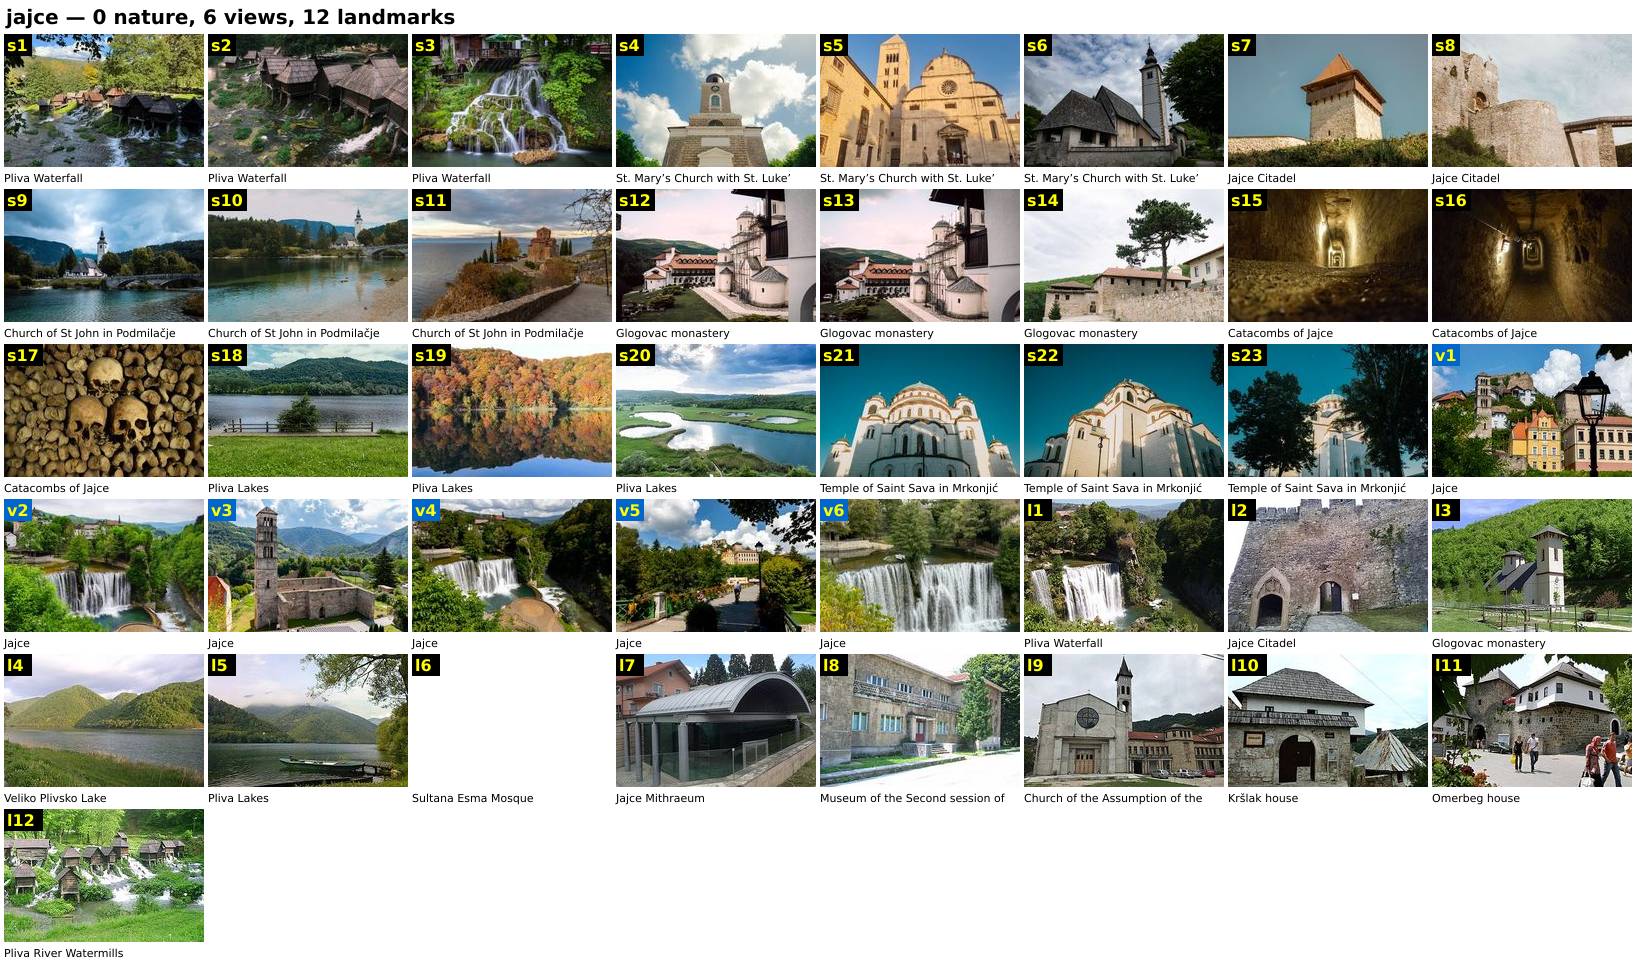 jajce — 0 nature, 6 views, 12 landmarks
s1
s2
s3
s4
s5
s6
s7
s8
Pliva Waterfall
Pliva Waterfall
Pliva Waterfall
St. Mary’s Church with St. Luke’
St. Mary’s Church with St. Luke’
St. Mary’s Church with St. Luke’
Jajce Citadel
Jajce Citadel
s9
s10
s11
s12
s13
s14
s15
s16
Church of St John in Podmilačje
Church of St John in Podmilačje
Church of St John in Podmilačje
Glogovac monastery
Glogovac monastery
Glogovac monastery
Catacombs of Jajce
Catacombs of Jajce
s17
s18
s19
s20
s21
s22
s23
v1
Catacombs of Jajce
Pliva Lakes
Pliva Lakes
Pliva Lakes
Temple of Saint Sava in Mrkonjić
Temple of Saint Sava in Mrkonjić
Temple of Saint Sava in Mrkonjić
Jajce
v2
v3
v4
v5
v6
l1
l2
l3
Jajce
Jajce
Jajce
Jajce
Jajce
Pliva Waterfall
Jajce Citadel
Glogovac monastery
l4
l5
l6
l7
l8
l9
l10
l11
Veliko Plivsko Lake
Pliva Lakes
Sultana Esma Mosque
Jajce Mithraeum
Museum of the Second session of
Church of the Assumption of the
Kršlak house
Omerbeg house
l12
Pliva River Watermills